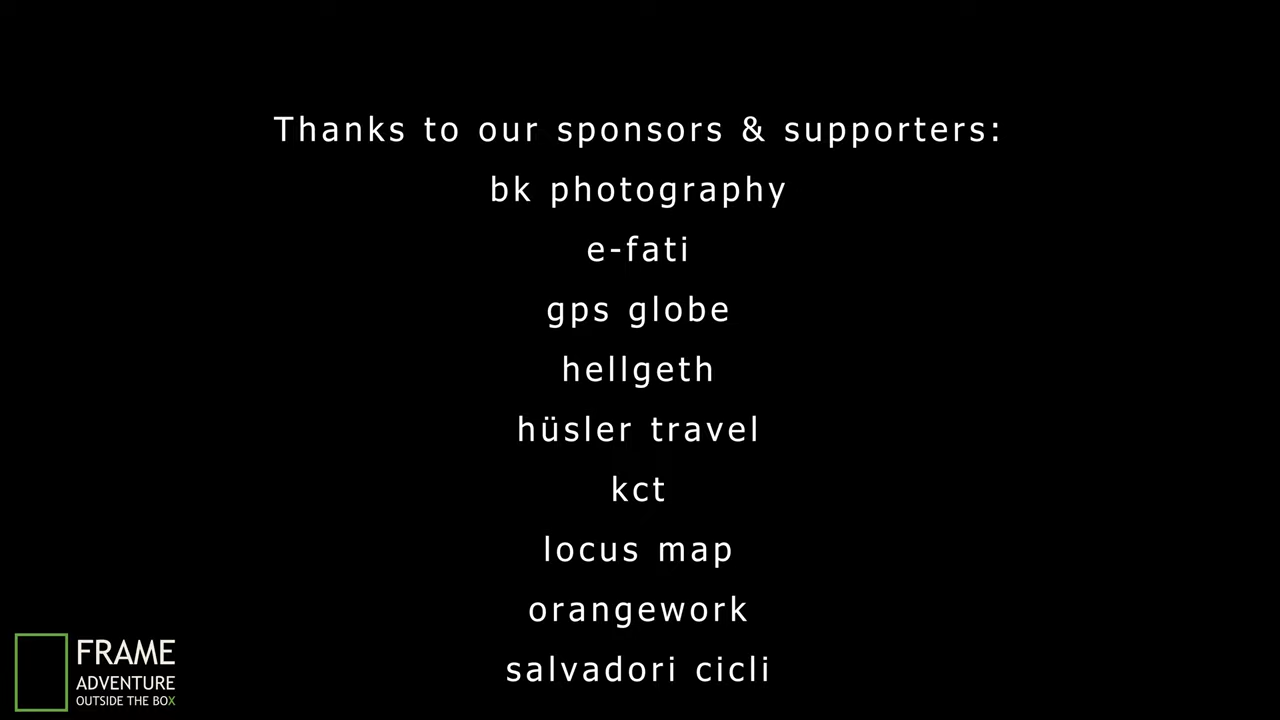 Thanks to our sponsors & supporters:
bk photography
e-fati
gps globe
hellgeth
hüsler travel
kct
locus map
orangework
salvadori cicli
FRAME
ADVENTURE
OUTSIDE THE BOX